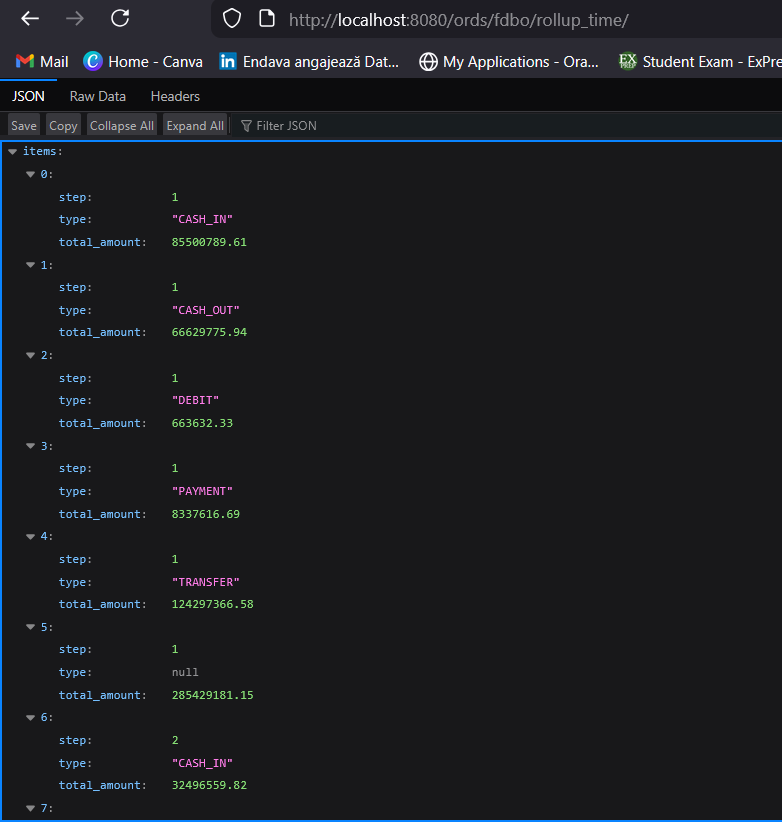 http://localhost:8080/ords/fdbo/rollup_time/
Mail Home - Canva Endava angajează Dat... My Applications - Ora... Student Exam - ExPre
JSON Raw Data Headers
Save Copy Collapse All Expand All Filter JSON
items:
0:
step: 1
type: "CASH_IN"
total_amount: 85500789.61
1:
step: 1
type: "CASH_OUT"
total_amount: 66629775.94
2:
step: 1
type: "DEBIT"
total_amount: 663632.33
3:
step: 1
type: "PAYMENT"
total_amount: 8337616.69
4:
step: 1
type: "TRANSFER"
total_amount: 124297366.58
5:
step: 1
type: null
total_amount: 285429181.15
6:
step: 2
type: "CASH_IN"
total_amount: 32496559.82
7: